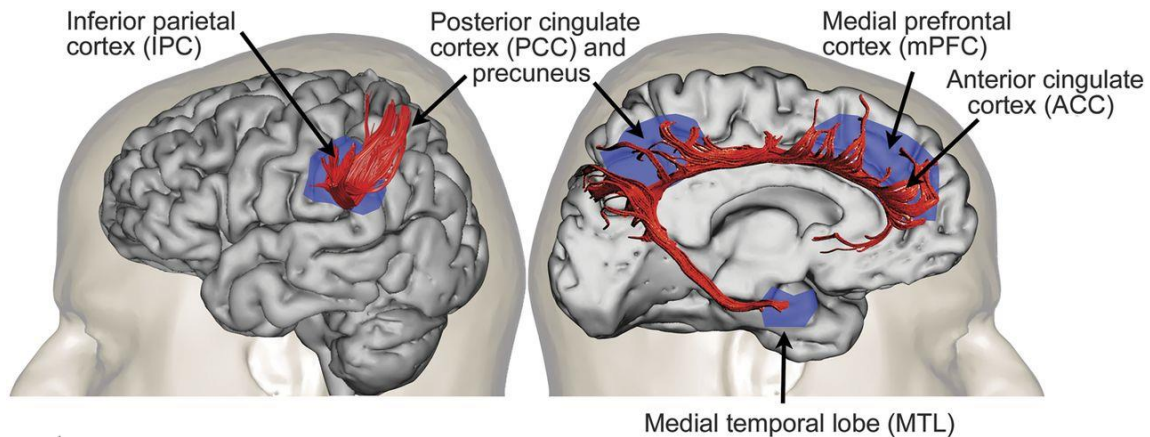 Inferior parietal
cortex (IPC)
Posterior cingulate
cortex (PCC) and
precuneus
Medial prefrontal
cortex (mPFC)
Anterior cingulate
cortex (ACC)
Medial temporal lobe (MTL)